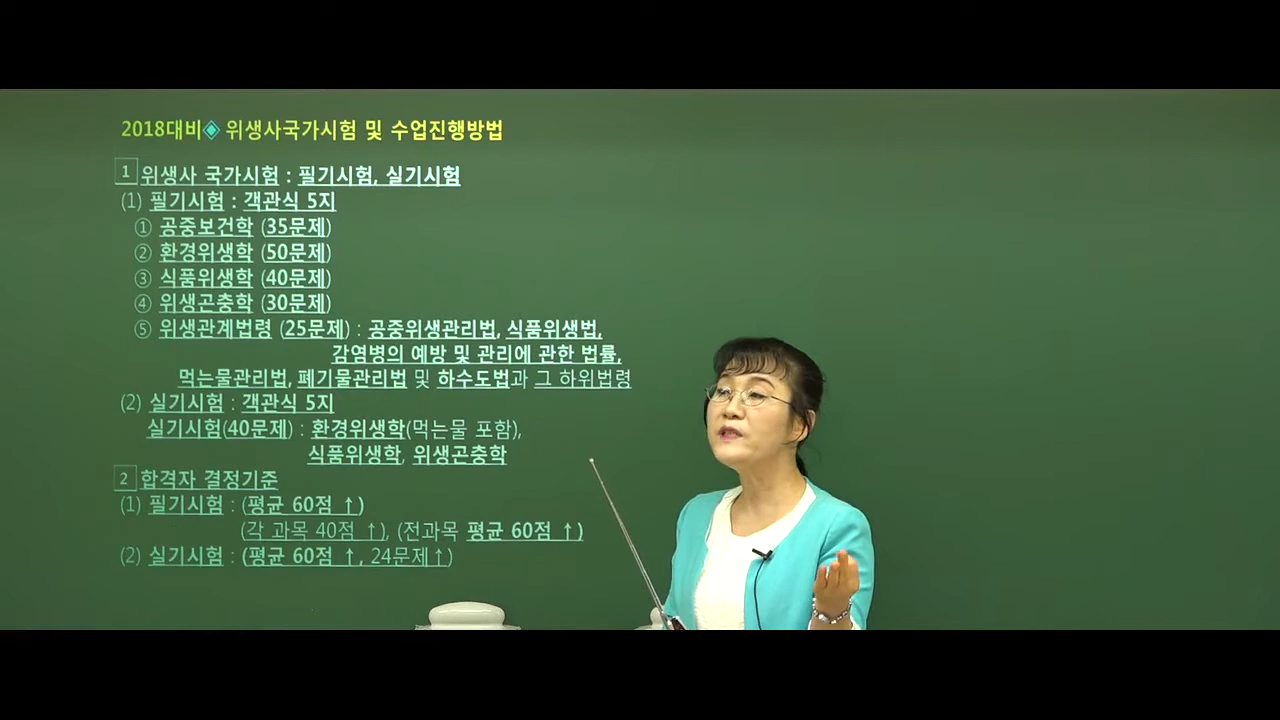 2018대비◈ 위생사국가시험 및 수업진행방법
1 위생사 국가시험 : 필기시험, 실기시험
(1) 필기시험 : 객관식 5지
① 공중보건학 (35문제)
② 환경위생학 (50문제)
③ 식품위생학 (40문제)
④ 위생곤충학 (30문제)
⑤ 위생관계법령 (25문제) : 공중위생관리법, 식품위생법,
감염병의 예방 및 관리에 관한 법률,
먹는물관리법, 폐기물관리법 및 하수도법과 그 하위법령
(2) 실기시험 : 객관식 5지
실기시험(40문제) : 환경위생학(먹는물 포함),
식품위생학, 위생곤충학
2 합격자 결정기준
(1) 필기시험 : (평균 60점 ↑)
(각 과목 40점 ↑), (전과목 평균 60점 ↑)
(2) 실기시험 : (평균 60점 ↑, 24문제↑)